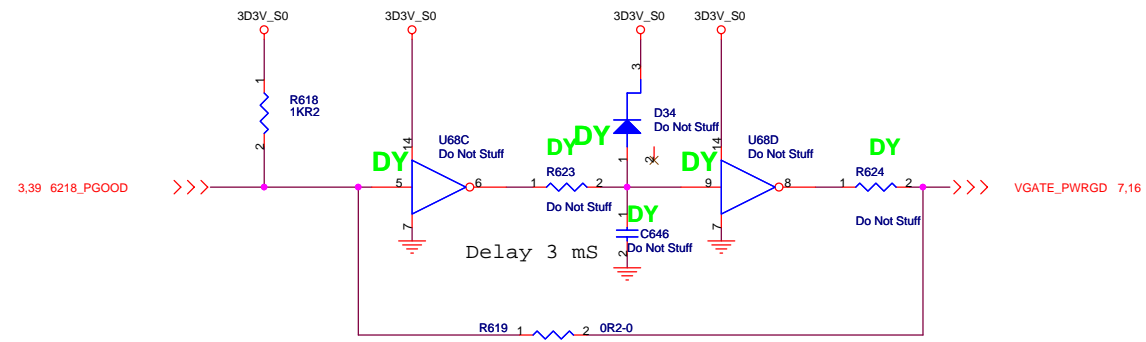 3D3V_S0
3D3V_S0
3D3V_S0
3D3V_S0
1
R618
1KR2
2
3
D34
Do Not Stuff
DY
1
2
14
U68C
Do Not Stuff
DY
5
6
7
DY
1
R623
2
Do Not Stuff
14
U68D
Do Not Stuff
DY
9
8
7
DY
1
R624
2
Do Not Stuff
3,39 6218_PGOOD
VGATE_PWRGD 7,16
1
DY
C646
Do Not Stuff
2
Delay 3 mS
R619
1
2
0R2-0